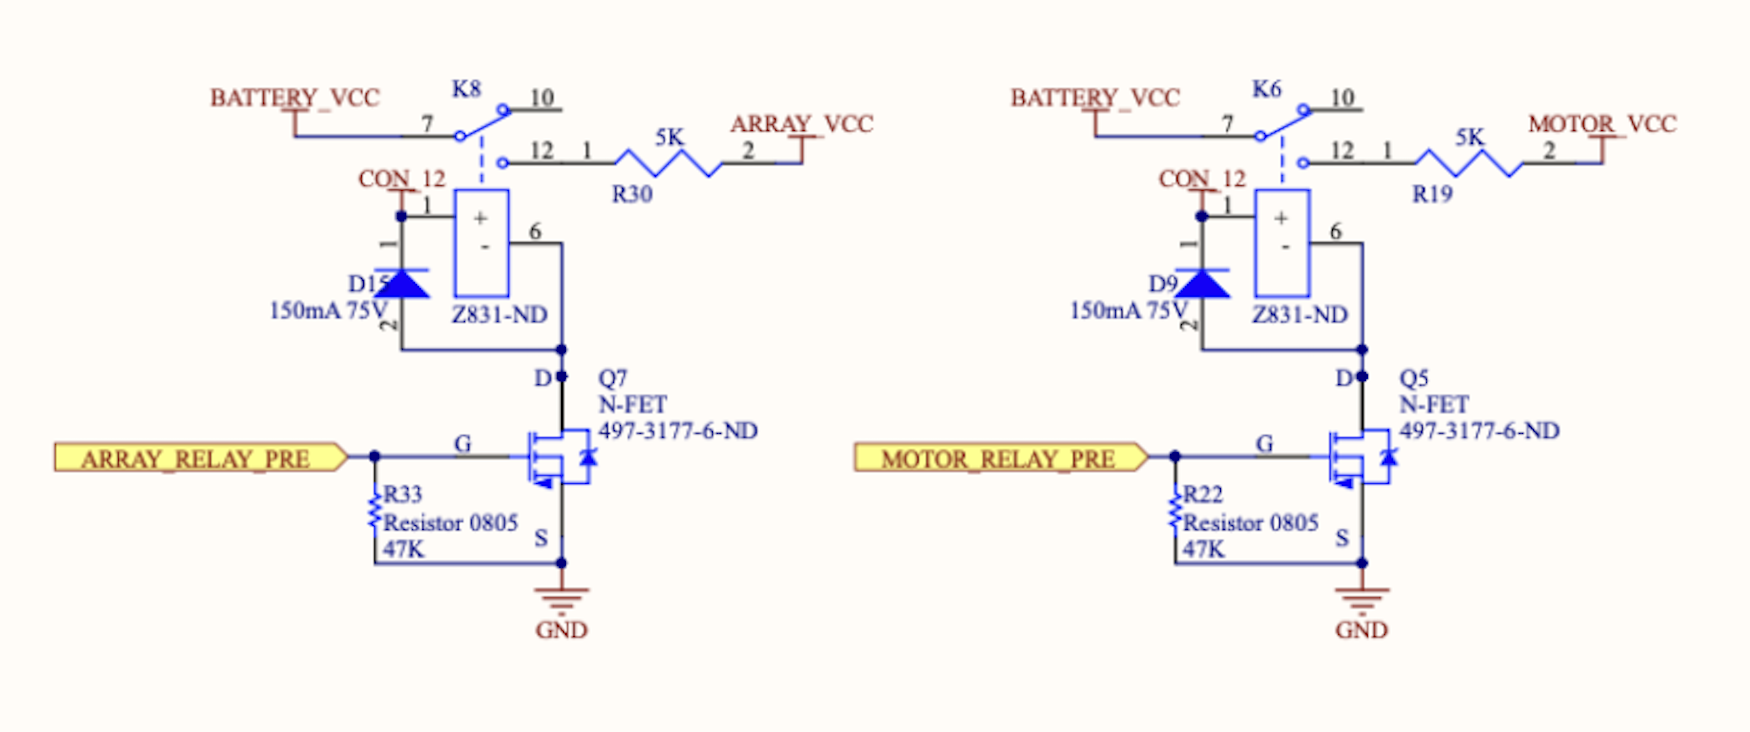 BATTERY_VCC
K8
10
7
ARRAY_VCC
5K
12
1
2
R30
CON_12
1
+
-
6
1
D15
150mA 75V
2
Z831-ND
D
Q7
N-FET
497-3177-6-ND
G
ARRAY_RELAY_PRE
R33
Resistor 0805
47K
S
GND
BATTERY_VCC
K6
10
7
MOTOR_VCC
5K
12
1
2
R19
CON_12
1
+
-
6
1
D9
150mA 75V
2
Z831-ND
D
Q5
N-FET
497-3177-6-ND
G
MOTOR_RELAY_PRE
R22
Resistor 0805
47K
S
GND